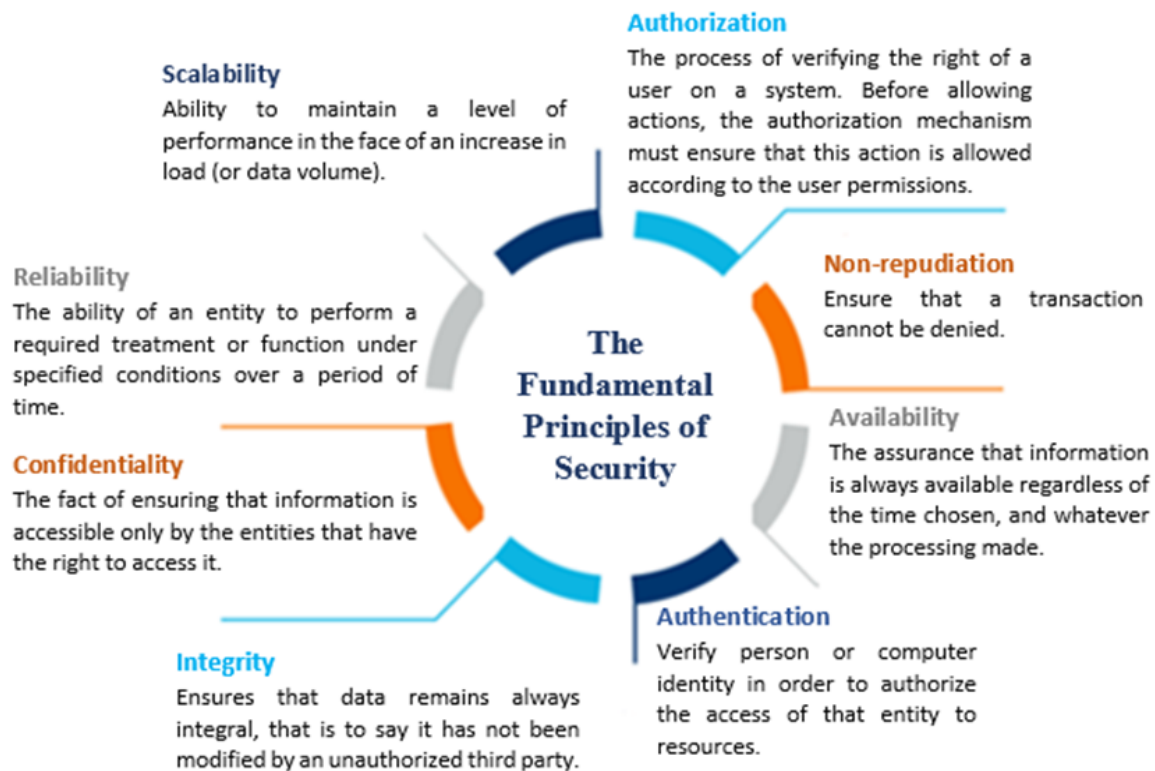 Authorization
The process of verifying the right of a
user on a system. Before allowing
actions, the authorization mechanism
must ensure that this action is allowed
according to the user permissions.
Scalability
Ability to maintain a level of
performance in the face of an increase in
load (or data volume).
Non-repudiation
Ensure that a transaction
cannot be denied.
Reliability
The ability of an entity to perform a
required treatment or function under
specified conditions over a period of
time.
The
Fundamental
Principles of
Security
Availability
The assurance that information
is always available regardless of
the time chosen, and whatever
the processing made.
Confidentiality
The fact of ensuring that information is
accessible only by the entities that have
the right to access it.
Authentication
Verify person or computer
identity in order to authorize
the access of that entity to
resources.
Integrity
Ensures that data remains always
integral, that is to say it has not been
modified by an unauthorized third party.